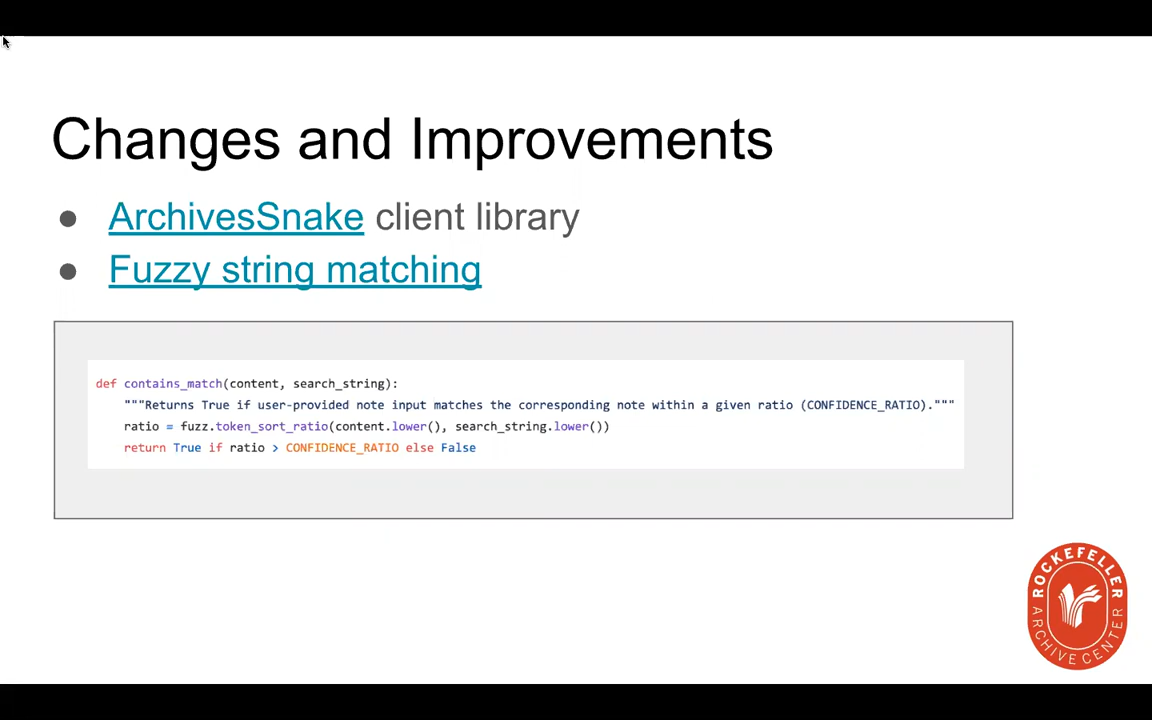 Changes and Improvements
● ArchivesSnake client library
● Fuzzy string matching
def contains_match(content, search_string):
"""Returns True if user-provided note input matches the corresponding note within a given ratio (CONFIDENCE_RATIO)."""
ratio = fuzz.token_sort_ratio(content.lower(), search_string.lower())
return True if ratio > CONFIDENCE_RATIO else False
ROCKEFELLER
ARCHIVE CENTER